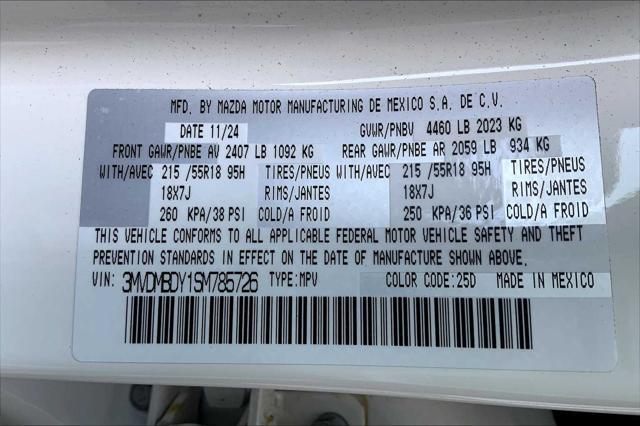 MFD. BY MAZDA MOTOR MANUFACTURING DE MEXICO S.A. DE C.V.
DATE 11/24 GVWR/PNBV 4460 LB 2023 KG
FRONT GAWR/PNBE AV 2407 LB 1092 KG REAR GAWR/PNBE AR 2059 LB 934 KG
WITH/AVEC 215 /55R18 95H TIRES/PNEUS WITH/AVEC 215 /55R18 95H TIRES/PNEUS
18X7J RIMS/JANTES 18X7J RIMS/JANTES
260 KPA/38 PSI COLD/A FROID 250 KPA/36 PSI COLD/A FROID
THIS VEHICLE CONFORMS TO ALL APPLICABLE FEDERAL MOTOR VEHICLE SAFETY AND THEFT
PREVENTION STANDARDS IN EFFECT ON THE DATE OF MANUFACTURE SHOWN ABOVE.
VIN: 3MVDMBDY1SM785726 TYPE:MPV COLOR CODE:25D MADE IN MEXICO